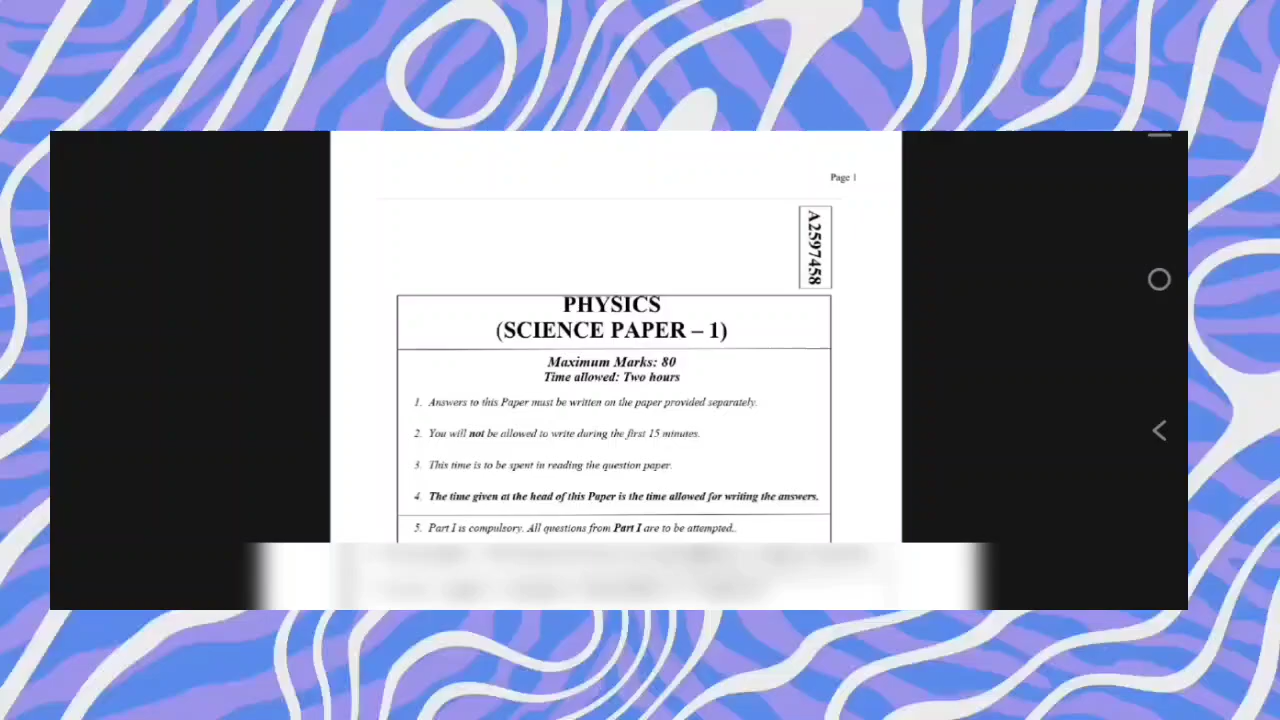 Page 1
A2597458
PHYSICS
(SCIENCE PAPER – 1)
Maximum Marks: 80
Time allowed: Two hours
1. Answers to this Paper must be written on the paper provided separately.
2. You will not be allowed to write during the first 15 minutes.
3. This time is to be spent in reading the question paper.
4. The time given at the head of this Paper is the time allowed for writing the answers.
5. Part I is compulsory. All questions from Part I are to be attempted..